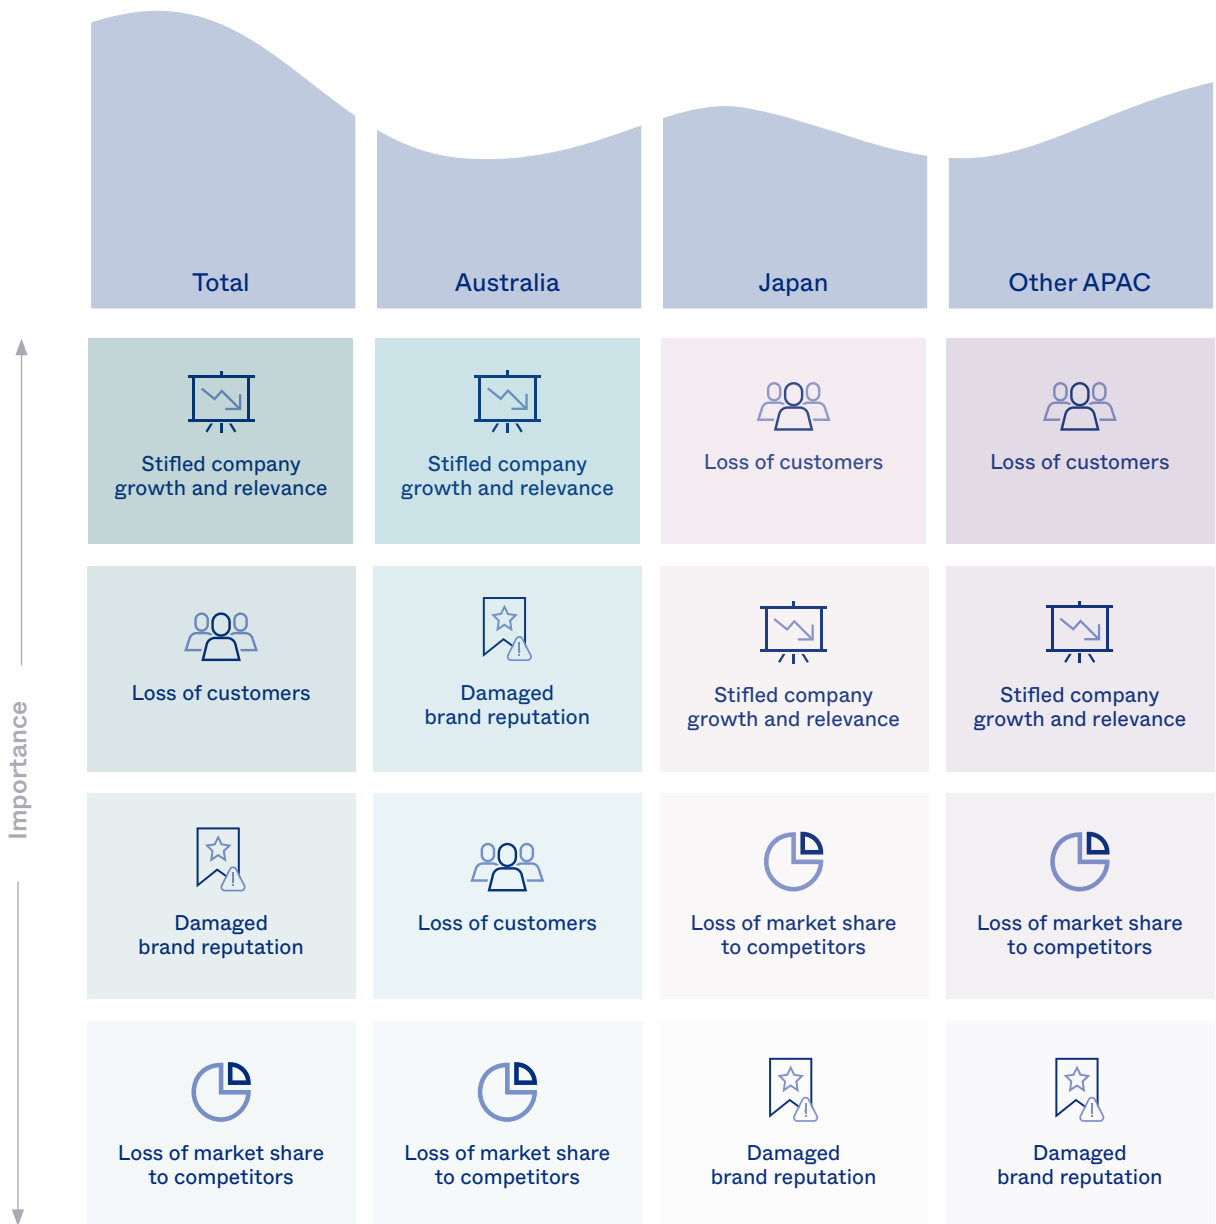 Total
Australia
Japan
Other APAC
Importance
Stifled company
growth and relevance
Stifled company
growth and relevance
Loss of customers
Loss of customers
Loss of customers
Damaged
brand reputation
Stifled company
growth and relevance
Stifled company
growth and relevance
Damaged
brand reputation
Loss of customers
Loss of market share
to competitors
Loss of market share
to competitors
Loss of market share
to competitors
Loss of market share
to competitors
Damaged
brand reputation
Damaged
brand reputation